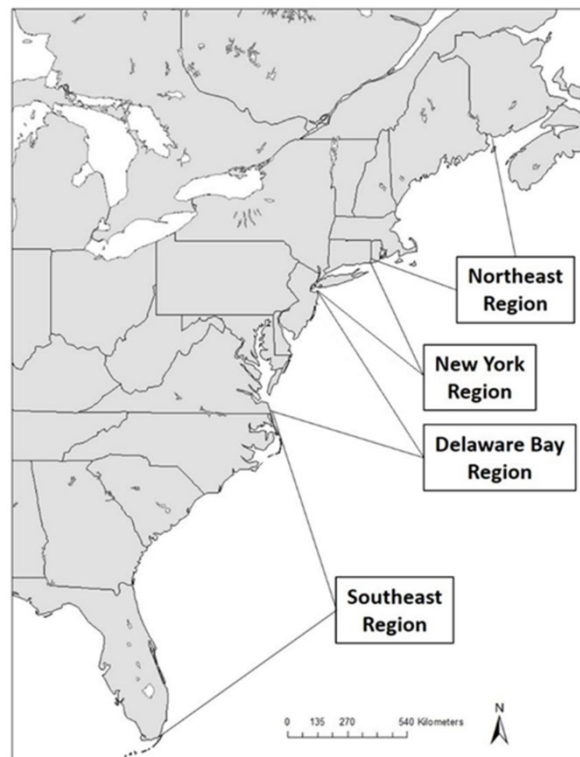 Northeast
Region
New York
Region
Delaware Bay
Region
Southeast
Region
0 135 270 540 Kilometers
N